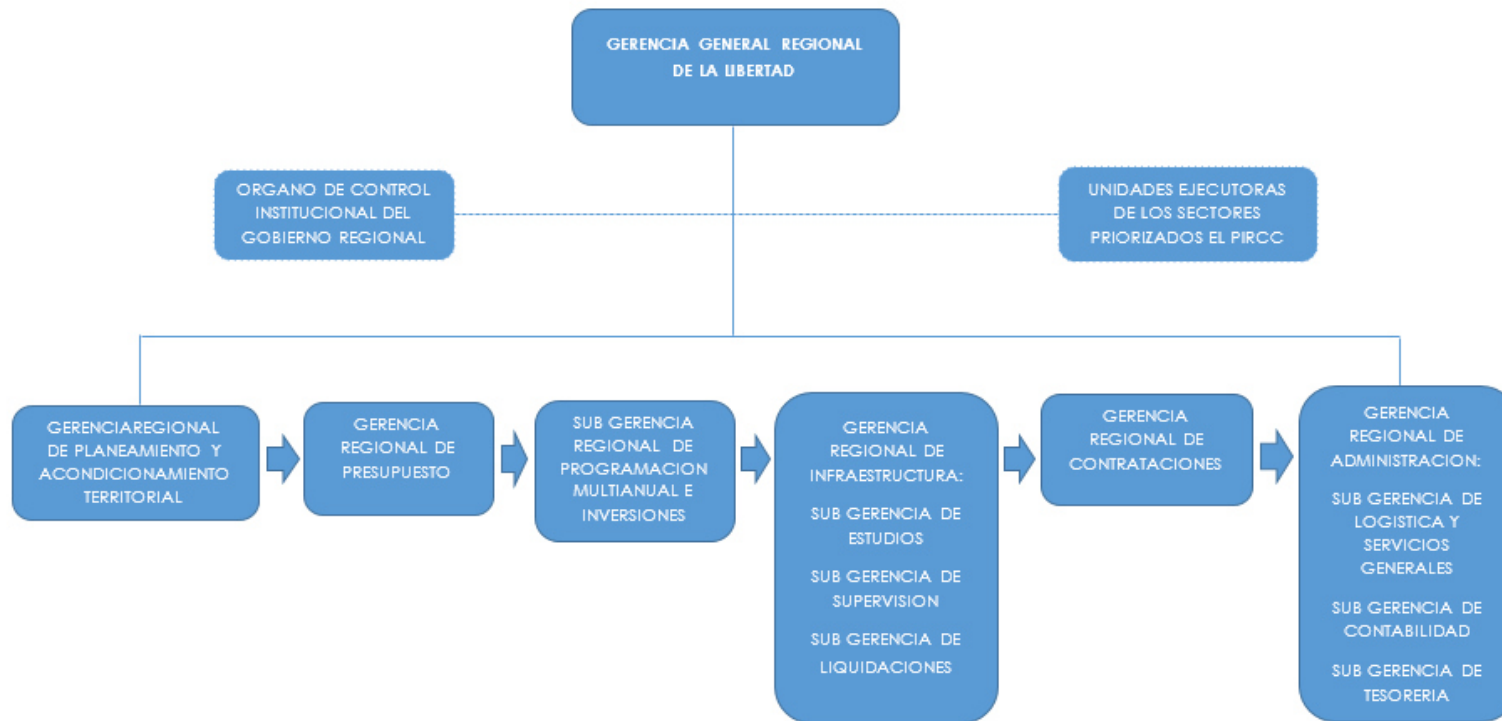 GERENCIA GENERAL REGIONAL
DE LA LIBERTAD
ORGANO DE CONTROL
INSTITUCIONAL DEL
GOBIERNO REGIONAL
UNIDADES EJECUTORAS
DE LOS SECTORES
PRIORIZADOS EL PIRCC
GERENCIAREGIONAL
DE PLANEAMIENTO Y
ACONDICIONAMIENTO
TERRITORIAL
GERENCIA
REGIONAL DE
PRESUPUESTO
SUB GERENCIA
REGIONAL DE
PROGRAMACION
MULTIANUAL E
INVERSIONES
GERENCIA
REGIONAL DE
INFRAESTRUCTURA:
SUB GERENCIA DE
ESTUDIOS
SUB GERENCIA DE
SUPERVISION
SUB GERENCIA DE
LIQUIDACIONES
GERENCIA
REGIONAL DE
CONTRATACIONES
GERENCIA
REGIONAL DE
ADMINISTRACION:
SUB GERENCIA DE
LOGISTICA Y
SERVICIOS
GENERALES
SUB GERENCIA DE
CONTABILIDAD
SUB GERENCIA DE
TESORERIA